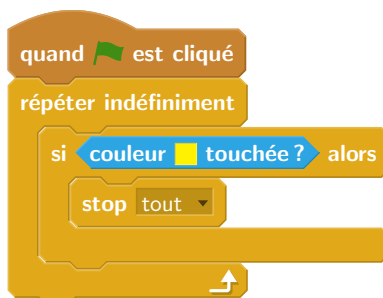 quand est cliqué
répéter indéfiniment
si couleur touchée ? alors
stop tout